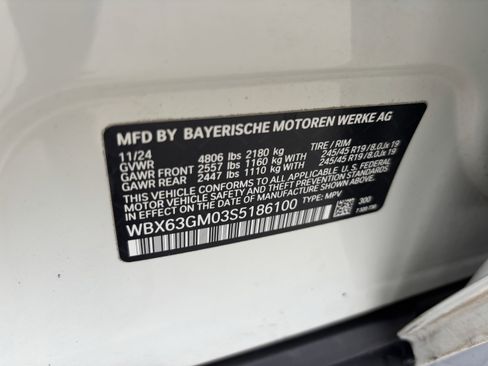 MFD BY BAYERISCHE MOTOREN WERKE AG
11/24 TIRE / RIM
GVWR 4806 lbs 2180 kg
GAWR FRONT 2557 lbs 1160 kg WITH 245/45 R19 / 8.0Jx 19
GAWR REAR 2447 lbs 1110 kg WITH 245/45 R19 / 8.0Jx 19
THIS VEHICLE CONFORMS TO ALL APPLICABLE U.S. FEDERAL
MOTOR VEHICLE SAFETY, BUMPER, AND THEFT PREVENTION
STANDARDS IN EFFECT ON THE DATE OF MANUFACTURE SHOWN ABOVE.
WBX63GM03S5186100 TYPE: MPV 300